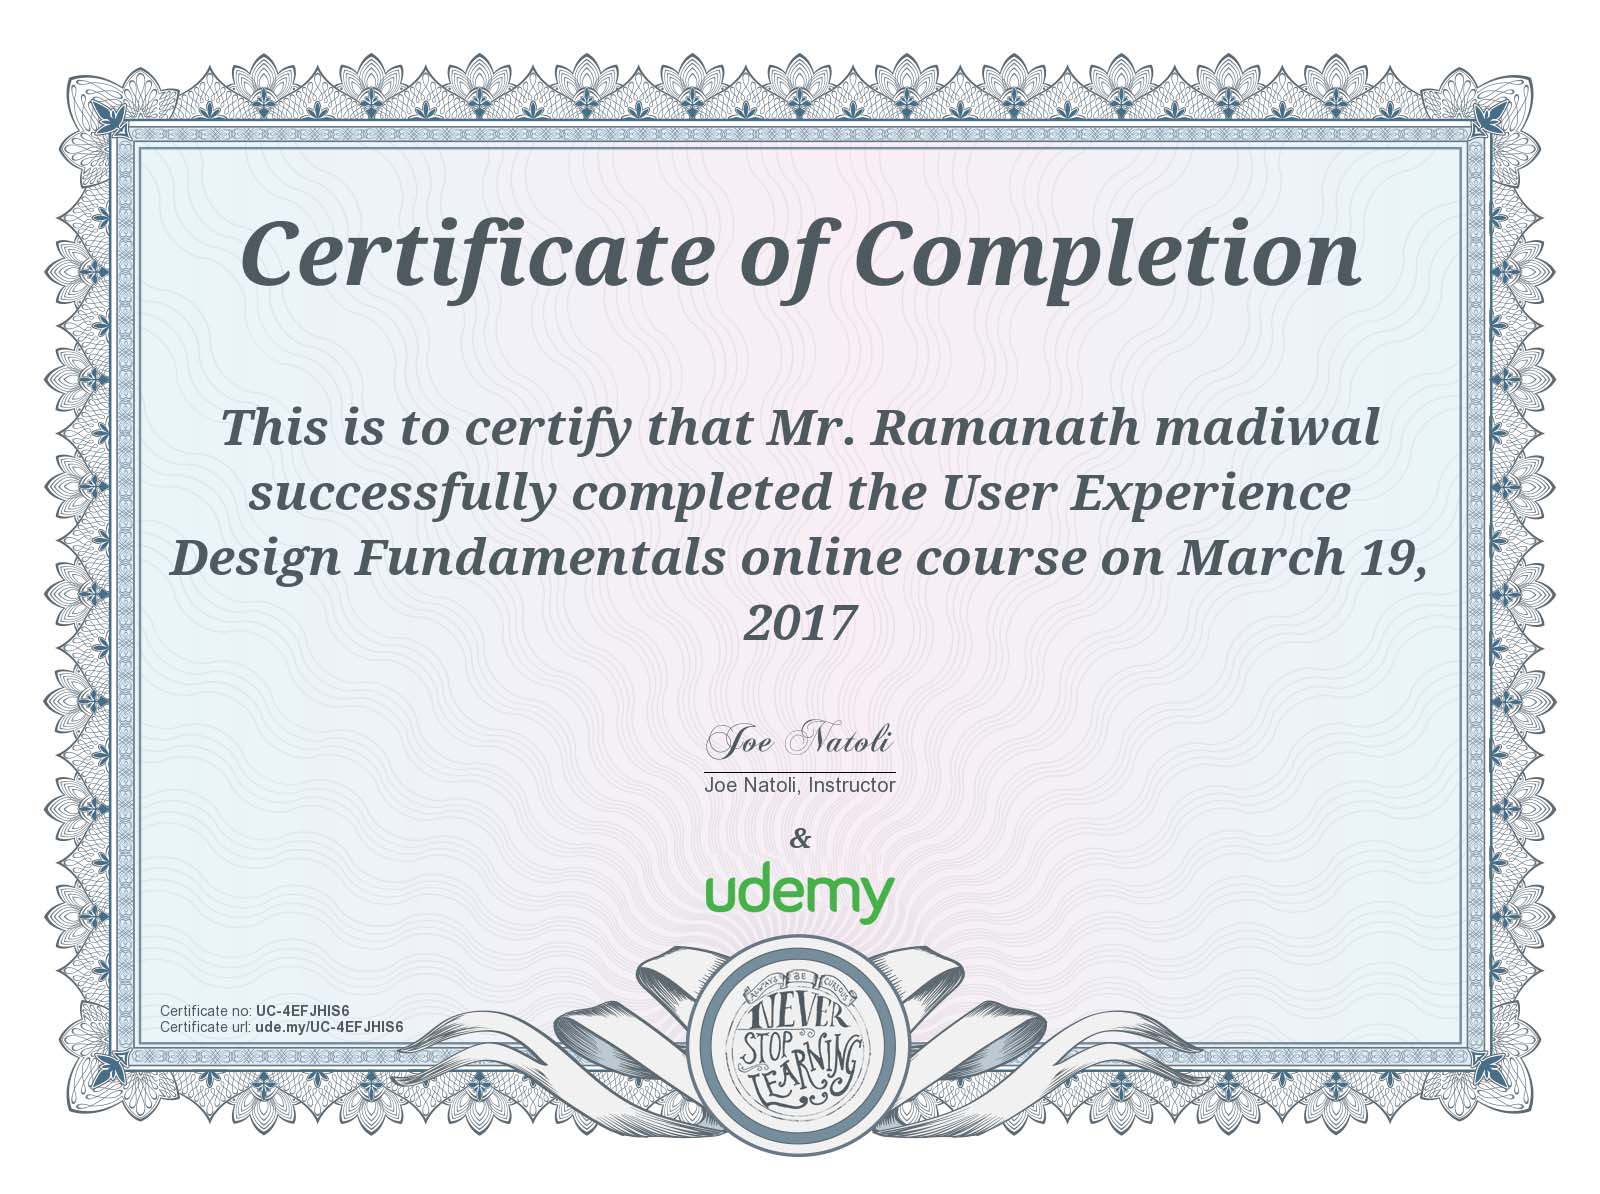 Certificate of Completion
This is to certify that Mr. Ramanath madiwal
successfully completed the User Experience
Design Fundamentals online course on March 19,
2017
Joe Natoli
Joe Natoli, Instructor
&
udemy
Certificate no: UC-4EFJHIS6
Certificate url: ude.my/UC-4EFJHIS6
ALWAYS BE CURIOUS
NEVER
STOP
LEARNING